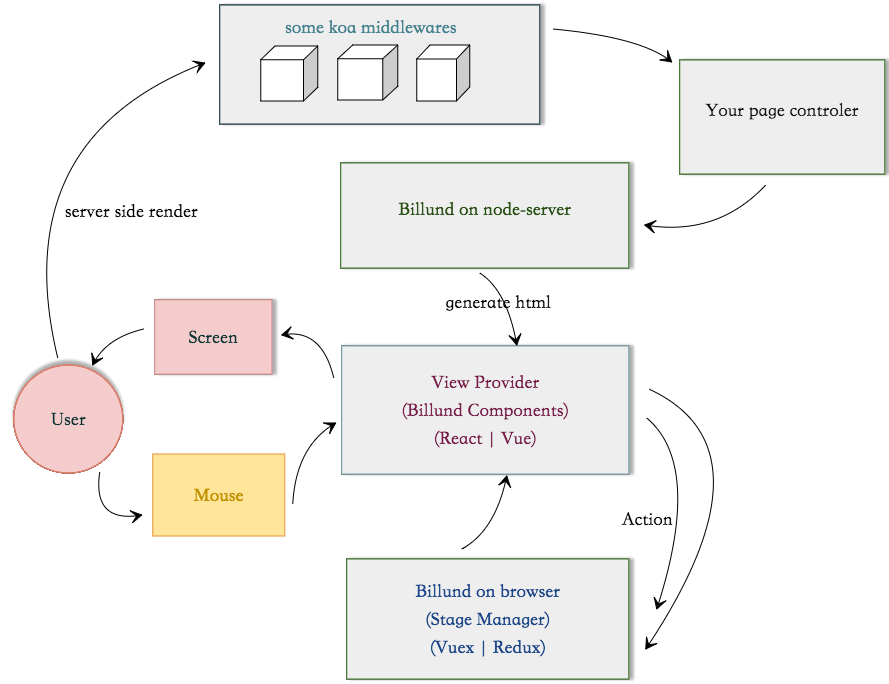 some koa middlewares
Your page controler
server side render
Billund on node-server
generate html
Screen
View Provider
(Billund Components)
(React | Vue)
User
Mouse
Action
Billund on browser
(Stage Manager)
(Vuex | Redux)